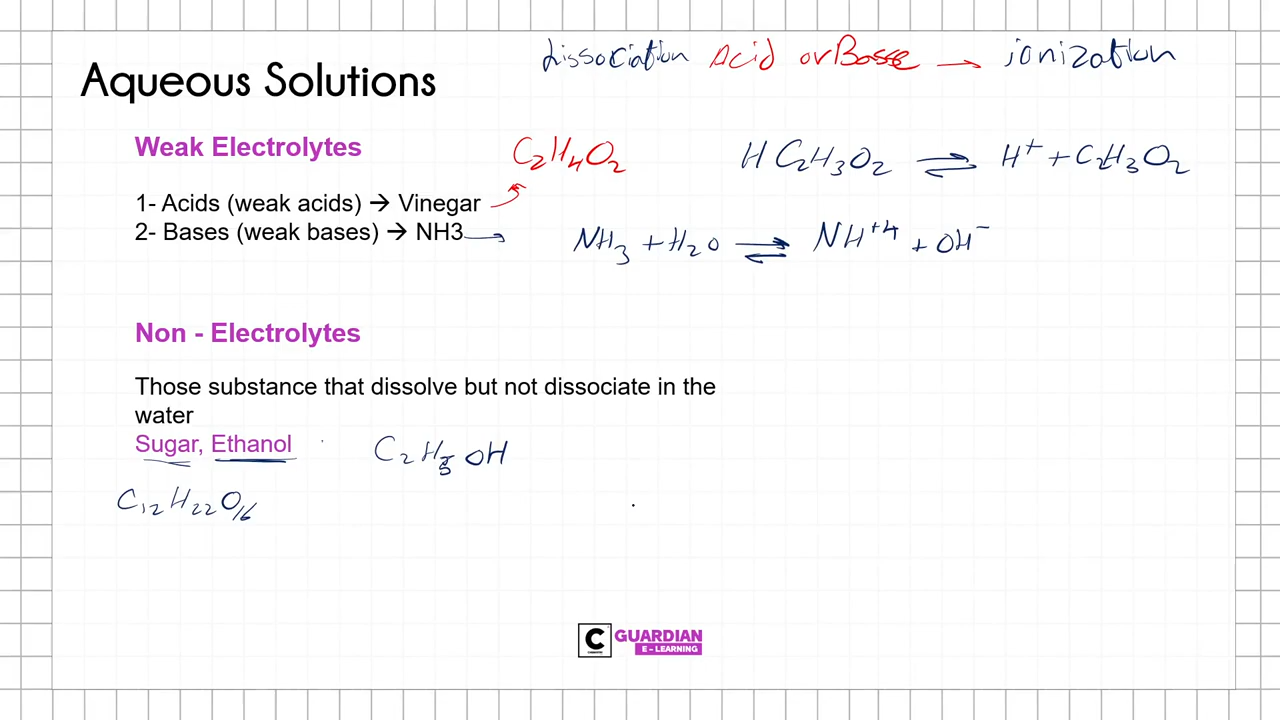 dissociation Acid or Basse → ionization
Aqueous Solutions
Weak Electrolytes
C₂H₄O₂
HC₂H₃O₂ ⇌ H⁺ + C₂H₃O₂
1- Acids (weak acids) → Vinegar
2- Bases (weak bases) → NH3 →
NH₃ + H₂O ⇌ NH⁺⁴ + OH⁻
Non - Electrolytes
Those substance that dissolve but not dissociate in the
water
Sugar, Ethanol
C₂H₅OH
C₁₂H₂₂O₁₆
C
GUARDIAN
E - LEARNING